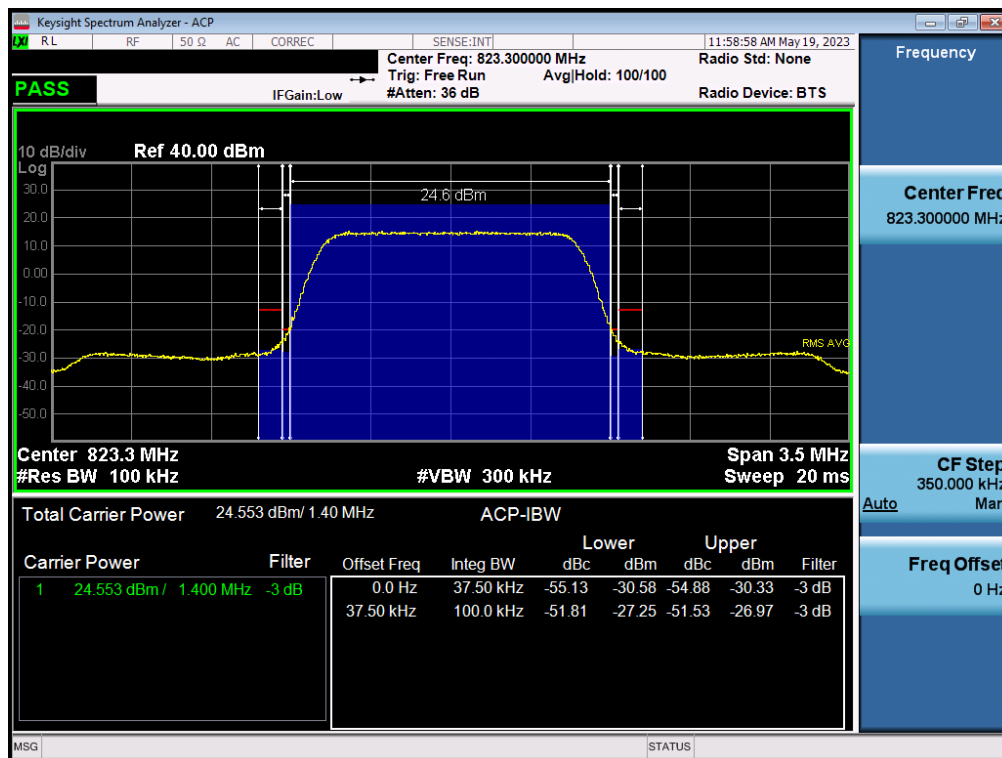 Keysight Spectrum Analyzer - ACP
LXI RL RF 50 Ω AC CORREC SENSE:INT 11:58:58 AM May 19, 2023
Center Freq: 823.300000 MHz Radio Std: None
Trig: Free Run Avg|Hold: 100/100
PASS IFGain:Low #Atten: 36 dB Radio Device: BTS
Frequency
10 dB/div Ref 40.00 dBm
Log
24.6 dBm
30.0
20.0
10.0
0.00
-10.0
-20.0
-30.0
-40.0
-50.0
RMS AVG
Center 823.3 MHz Span 3.5 MHz
#Res BW 100 kHz #VBW 300 kHz Sweep 20 ms
Center Freq
823.300000 MHz
CF Step
350.000 kHz
Auto Man
Freq Offset
0 Hz
Total Carrier Power 24.553 dBm/ 1.40 MHz ACP-IBW
Lower Upper
Carrier Power Filter Offset Freq Integ BW dBc dBm dBc dBm Filter
1 24.553 dBm / 1.400 MHz -3 dB 0.0 Hz 37.50 kHz -55.13 -30.58 -54.88 -30.33 -3 dB
37.50 kHz 100.0 kHz -51.81 -27.25 -51.53 -26.97 -3 dB
MSG STATUS